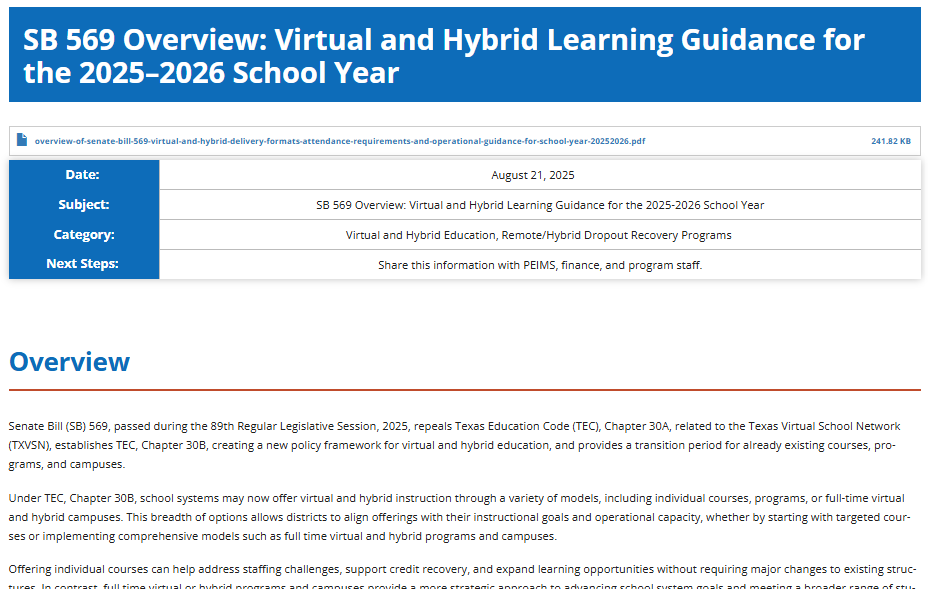 SB 569 Overview: Virtual and Hybrid Learning Guidance for
the 2025–2026 School Year
overview-of-senate-bill-569-virtual-and-hybrid-delivery-formats-attendance-requirements-and-operational-guidance-for-school-year-20252026.pdf 241.82 KB
Date: August 21, 2025
Subject: SB 569 Overview: Virtual and Hybrid Learning Guidance for the 2025-2026 School Year
Category: Virtual and Hybrid Education, Remote/Hybrid Dropout Recovery Programs
Next Steps: Share this information with PEIMS, finance, and program staff.
Overview
Senate Bill (SB) 569, passed during the 89th Regular Legislative Session, 2025, repeals Texas Education Code (TEC), Chapter 30A, related to the Texas Virtual School Network
(TXVSN), establishes TEC, Chapter 30B, creating a new policy framework for virtual and hybrid education, and provides a transition period for already existing courses, pro-
grams, and campuses.
Under TEC, Chapter 30B, school systems may now offer virtual and hybrid instruction through a variety of models, including individual courses, programs, or full-time virtual
and hybrid campuses. This breadth of options allows districts to align offerings with their instructional goals and operational capacity, whether by starting with targeted cour-
ses or implementing comprehensive models such as full time virtual and hybrid programs and campuses.
Offering individual courses can help address staffing challenges, support credit recovery, and expand learning opportunities without requiring major changes to existing struc-
tures. In contrast, full time virtual or hybrid programs and campuses provide a more strategic approach to advancing school system goals and meeting a broader range of stu-